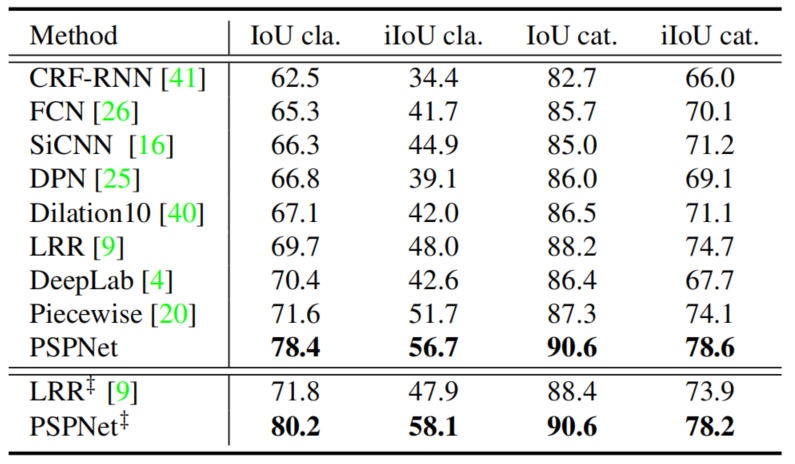 Method IoU cla. iIoU cla. IoU cat. iIoU cat.
CRF-RNN [41] 62.5 34.4 82.7 66.0
FCN [26] 65.3 41.7 85.7 70.1
SiCNN [16] 66.3 44.9 85.0 71.2
DPN [25] 66.8 39.1 86.0 69.1
Dilation10 [40] 67.1 42.0 86.5 71.1
LRR [9] 69.7 48.0 88.2 74.7
DeepLab [4] 70.4 42.6 86.4 67.7
Piecewise [20] 71.6 51.7 87.3 74.1
PSPNet 78.4 56.7 90.6 78.6
LRR‡ [9] 71.8 47.9 88.4 73.9
PSPNet‡ 80.2 58.1 90.6 78.2